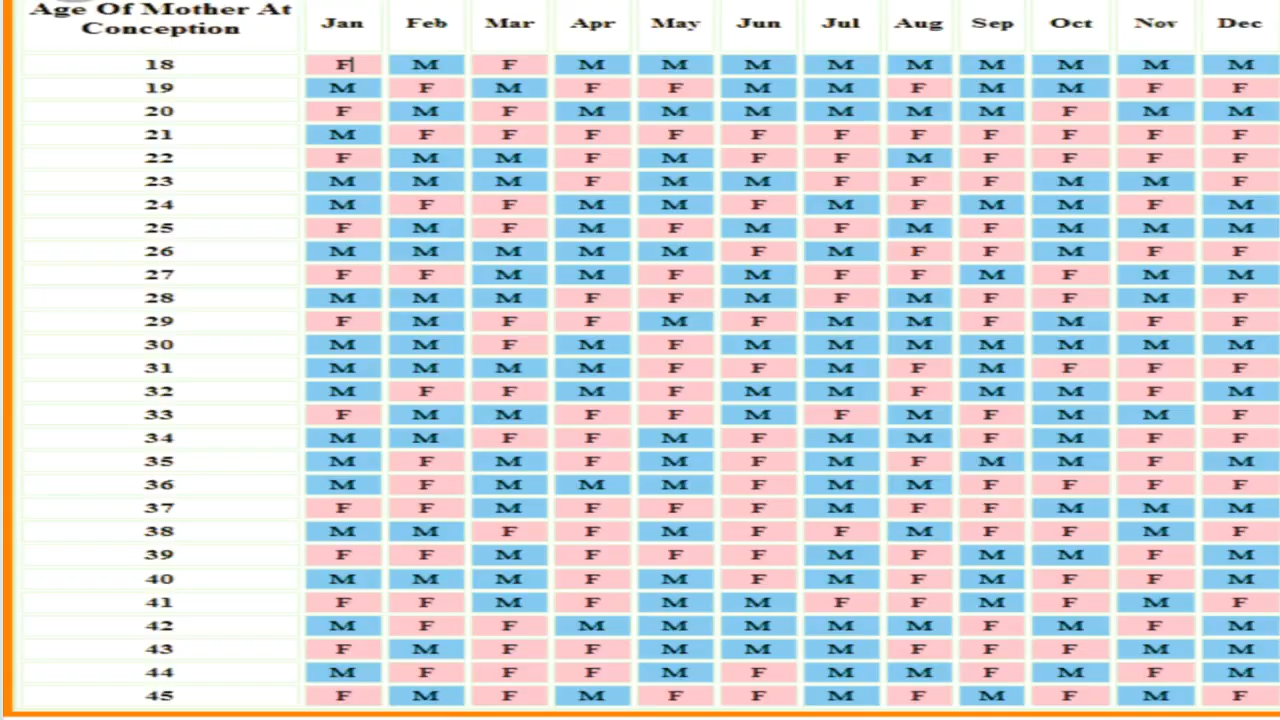 Age Of Mother At Conception Jan Feb Mar Apr May Jun Jul Aug Sep Oct Nov Dec
18 F M F M M M M M M M M M
19 M F M F F M M F M M F F
20 F M F M M M M M M F M M
21 M F F F F F F F F F F F
22 F M M F M F F M F F F F
23 M M M F M M F F F M M F
24 M F F M M F M F M M F M
25 F M F M F M F M F M M M
26 M M M M M F M F F M F F
27 F F M M F M F F M F M M
28 M M M F F M F M F F M F
29 F M F F M F M M F M F F
30 M M F M F M M M M M M M
31 M M M M F F M F M F F F
32 M F F M F M M F M M F M
33 F M M F F M F M F M M F
34 M M F F M F M M F M F F
35 M F M F M F M F M M F M
36 M F M M M F M M F F F F
37 F F M F F F M F F M M M
38 M M F F M F F M F F M F
39 F F M F F F M F M M F M
40 M M M F M F M F M F F M
41 F F M F M M F F M F M F
42 M F F M M M M M F M F M
43 F M F F M M M F F F M M
44 M F F F M F M M F M F F
45 F M F M F F M F M F M F